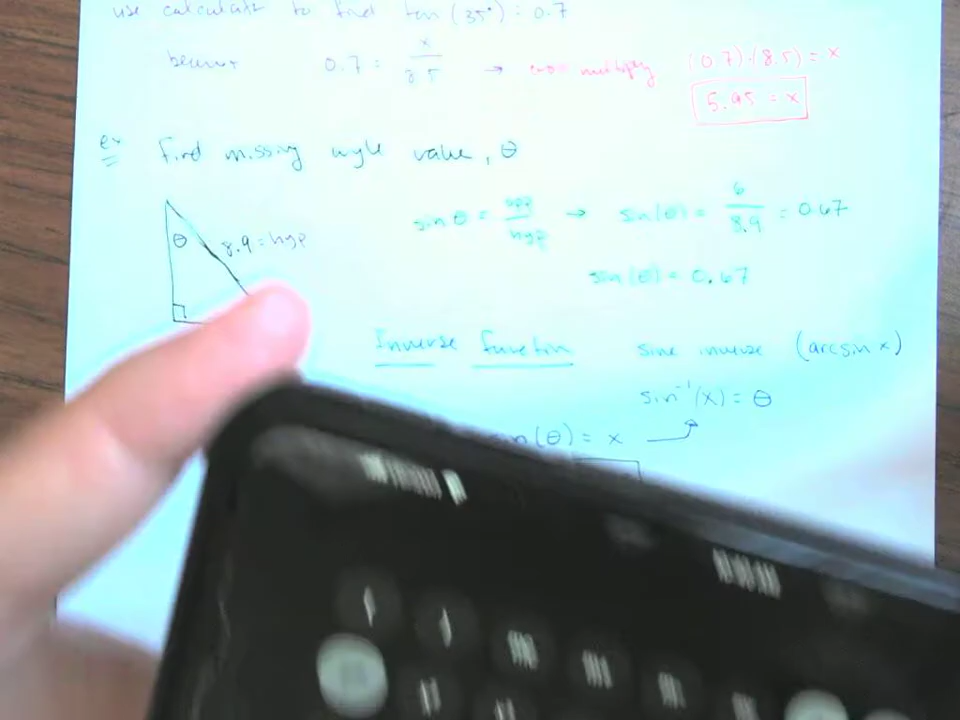 use calculator to find tan(35°) = 0.7
0.7 = x/8.5 → cross multiply (0.7)·(8.5) = x
5.95 = x
ex find missing angle value, θ
θ 8.9 = hyp
sin θ = opp/hyp → sin(θ) = 6/8.9 = 0.67
sin(θ) = 0.67
Inverse function sine inverse (arcsin x)
sin⁻¹(x) = θ
(θ) = x